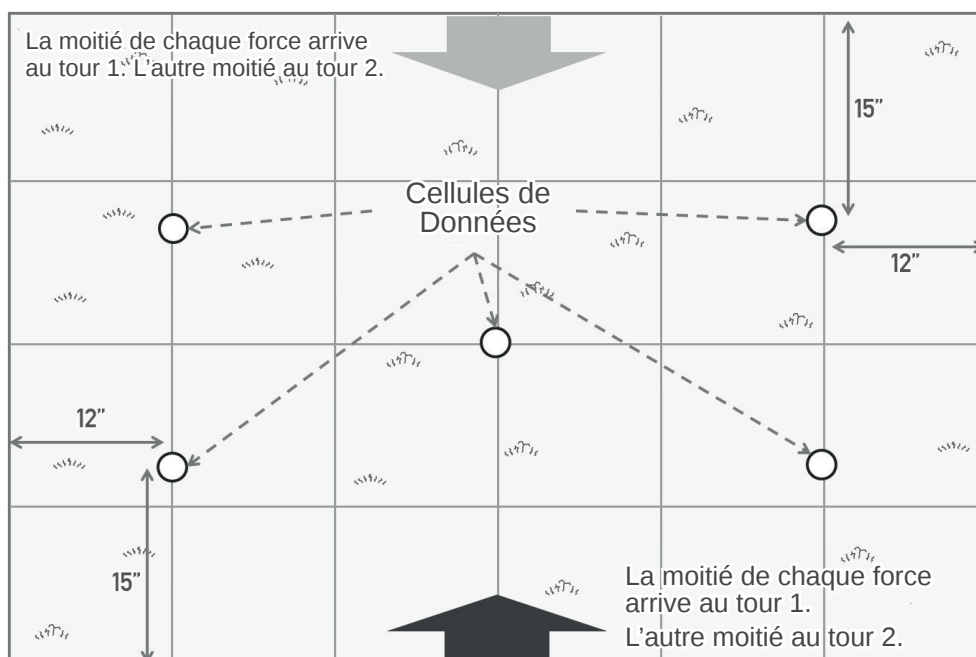 La moitié de chaque force arrive
au tour 1. L'autre moitié au tour 2.
15”
Cellules de
Données
12”
12”
15”
La moitié de chaque force
arrive au tour 1.
L’autre moitié au tour 2.